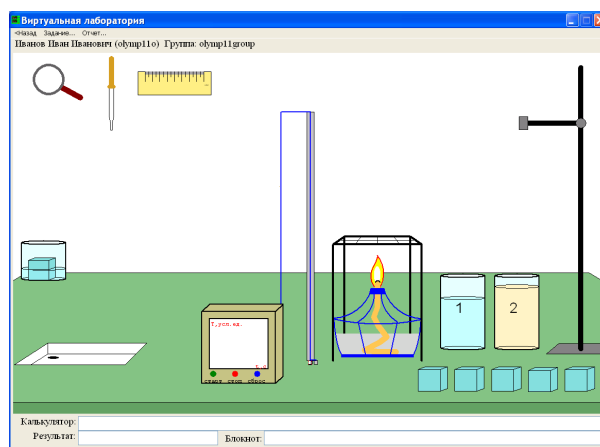 Виртуальная лаборатория
<Назад Задание... Отчет...
Иванов Иван Иванович (olymp11o) Группа: olymp11group
T,усл.ед.
t,c
старт стоп сброс
1
2
Калькулятор:
Результат:
Блокнот: